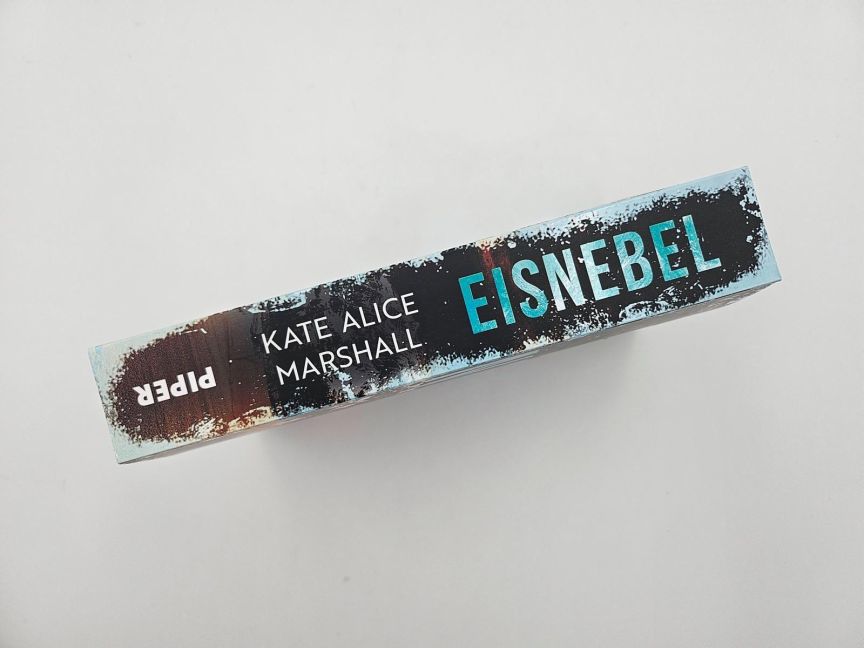 PIPER
KATE ALICE
MARSHALL
EISNEBEL